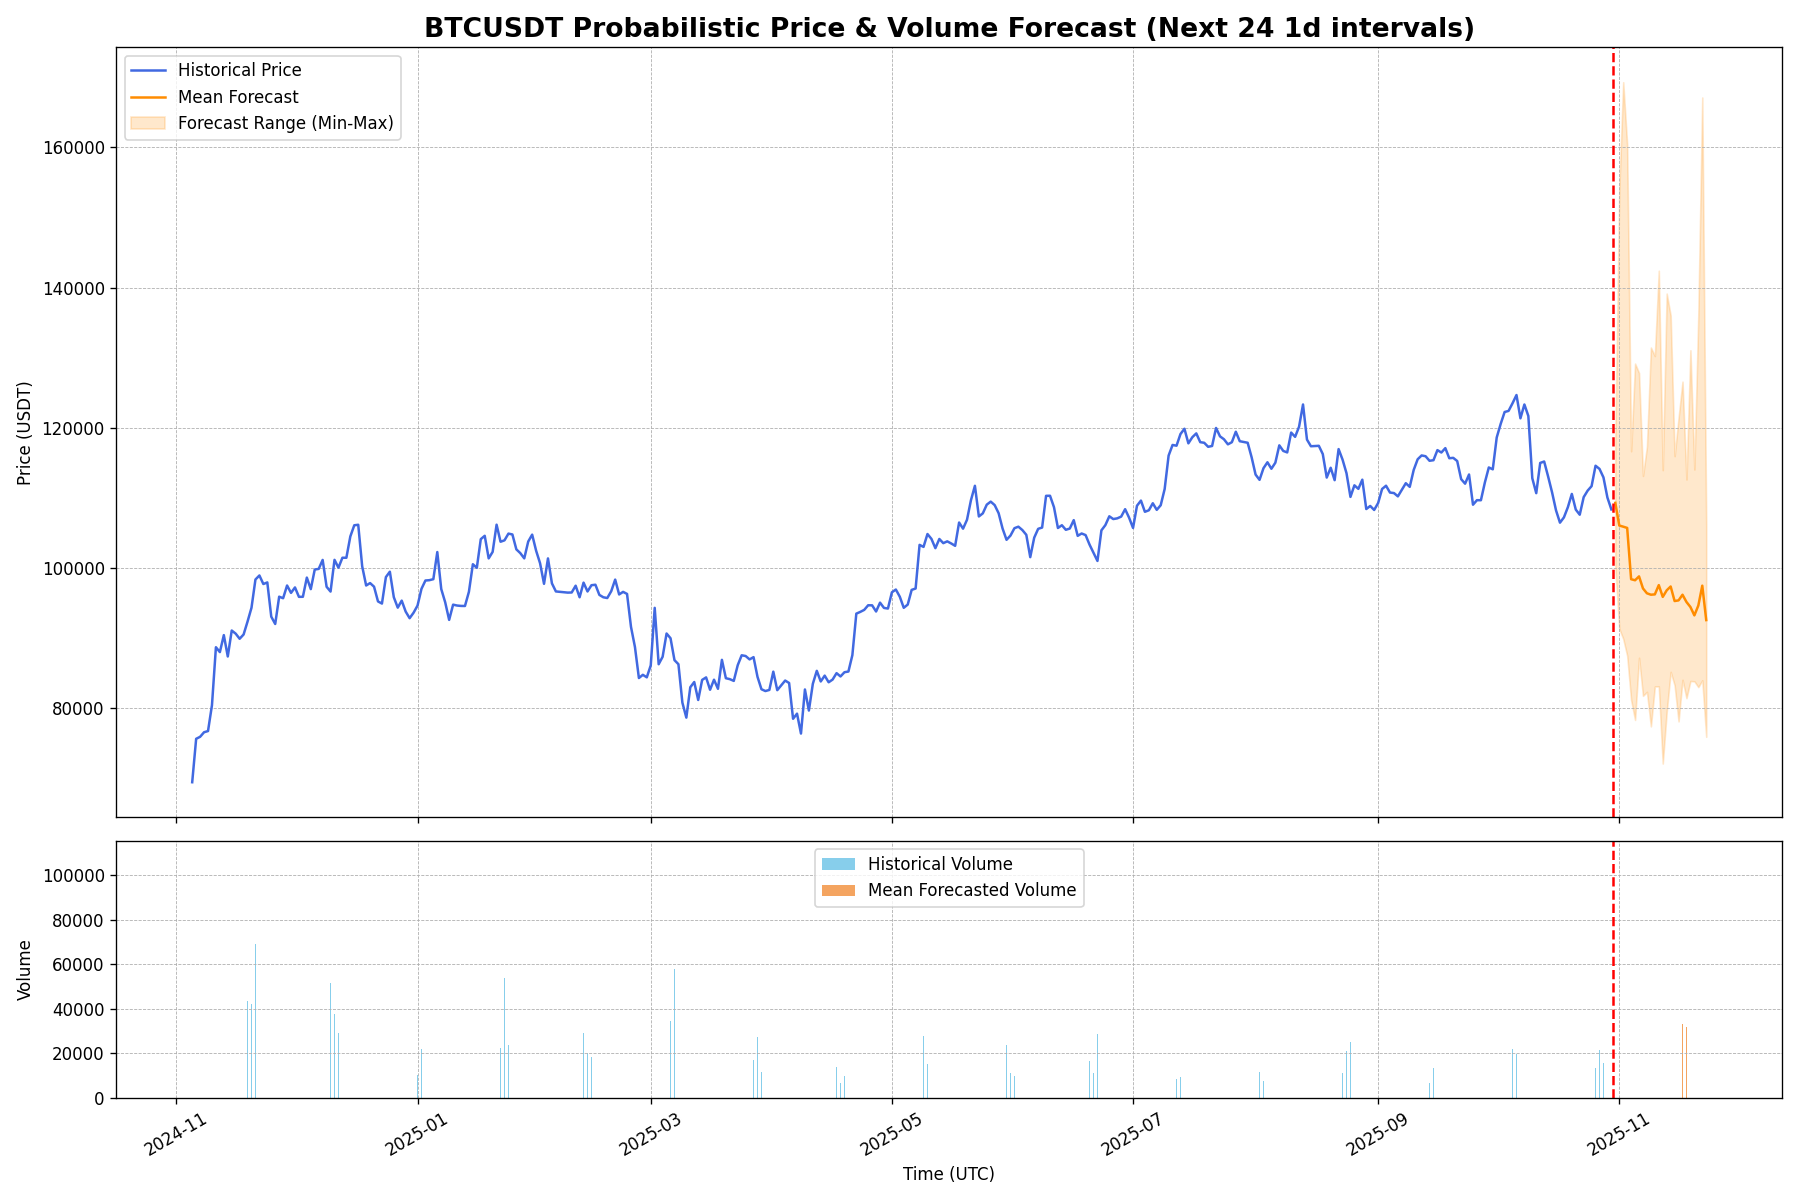 BTCUSDT Probabilistic Price & Volume Forecast (Next 24 1d intervals)
Historical Price
Mean Forecast
Forecast Range (Min-Max)
160000
140000
120000
100000
80000
Price (USDT)
Historical Volume
Mean Forecasted Volume
100000
80000
60000
40000
20000
0
Volume
2024-11
2025-01
2025-03
2025-05
2025-07
2025-09
2025-11
Time (UTC)